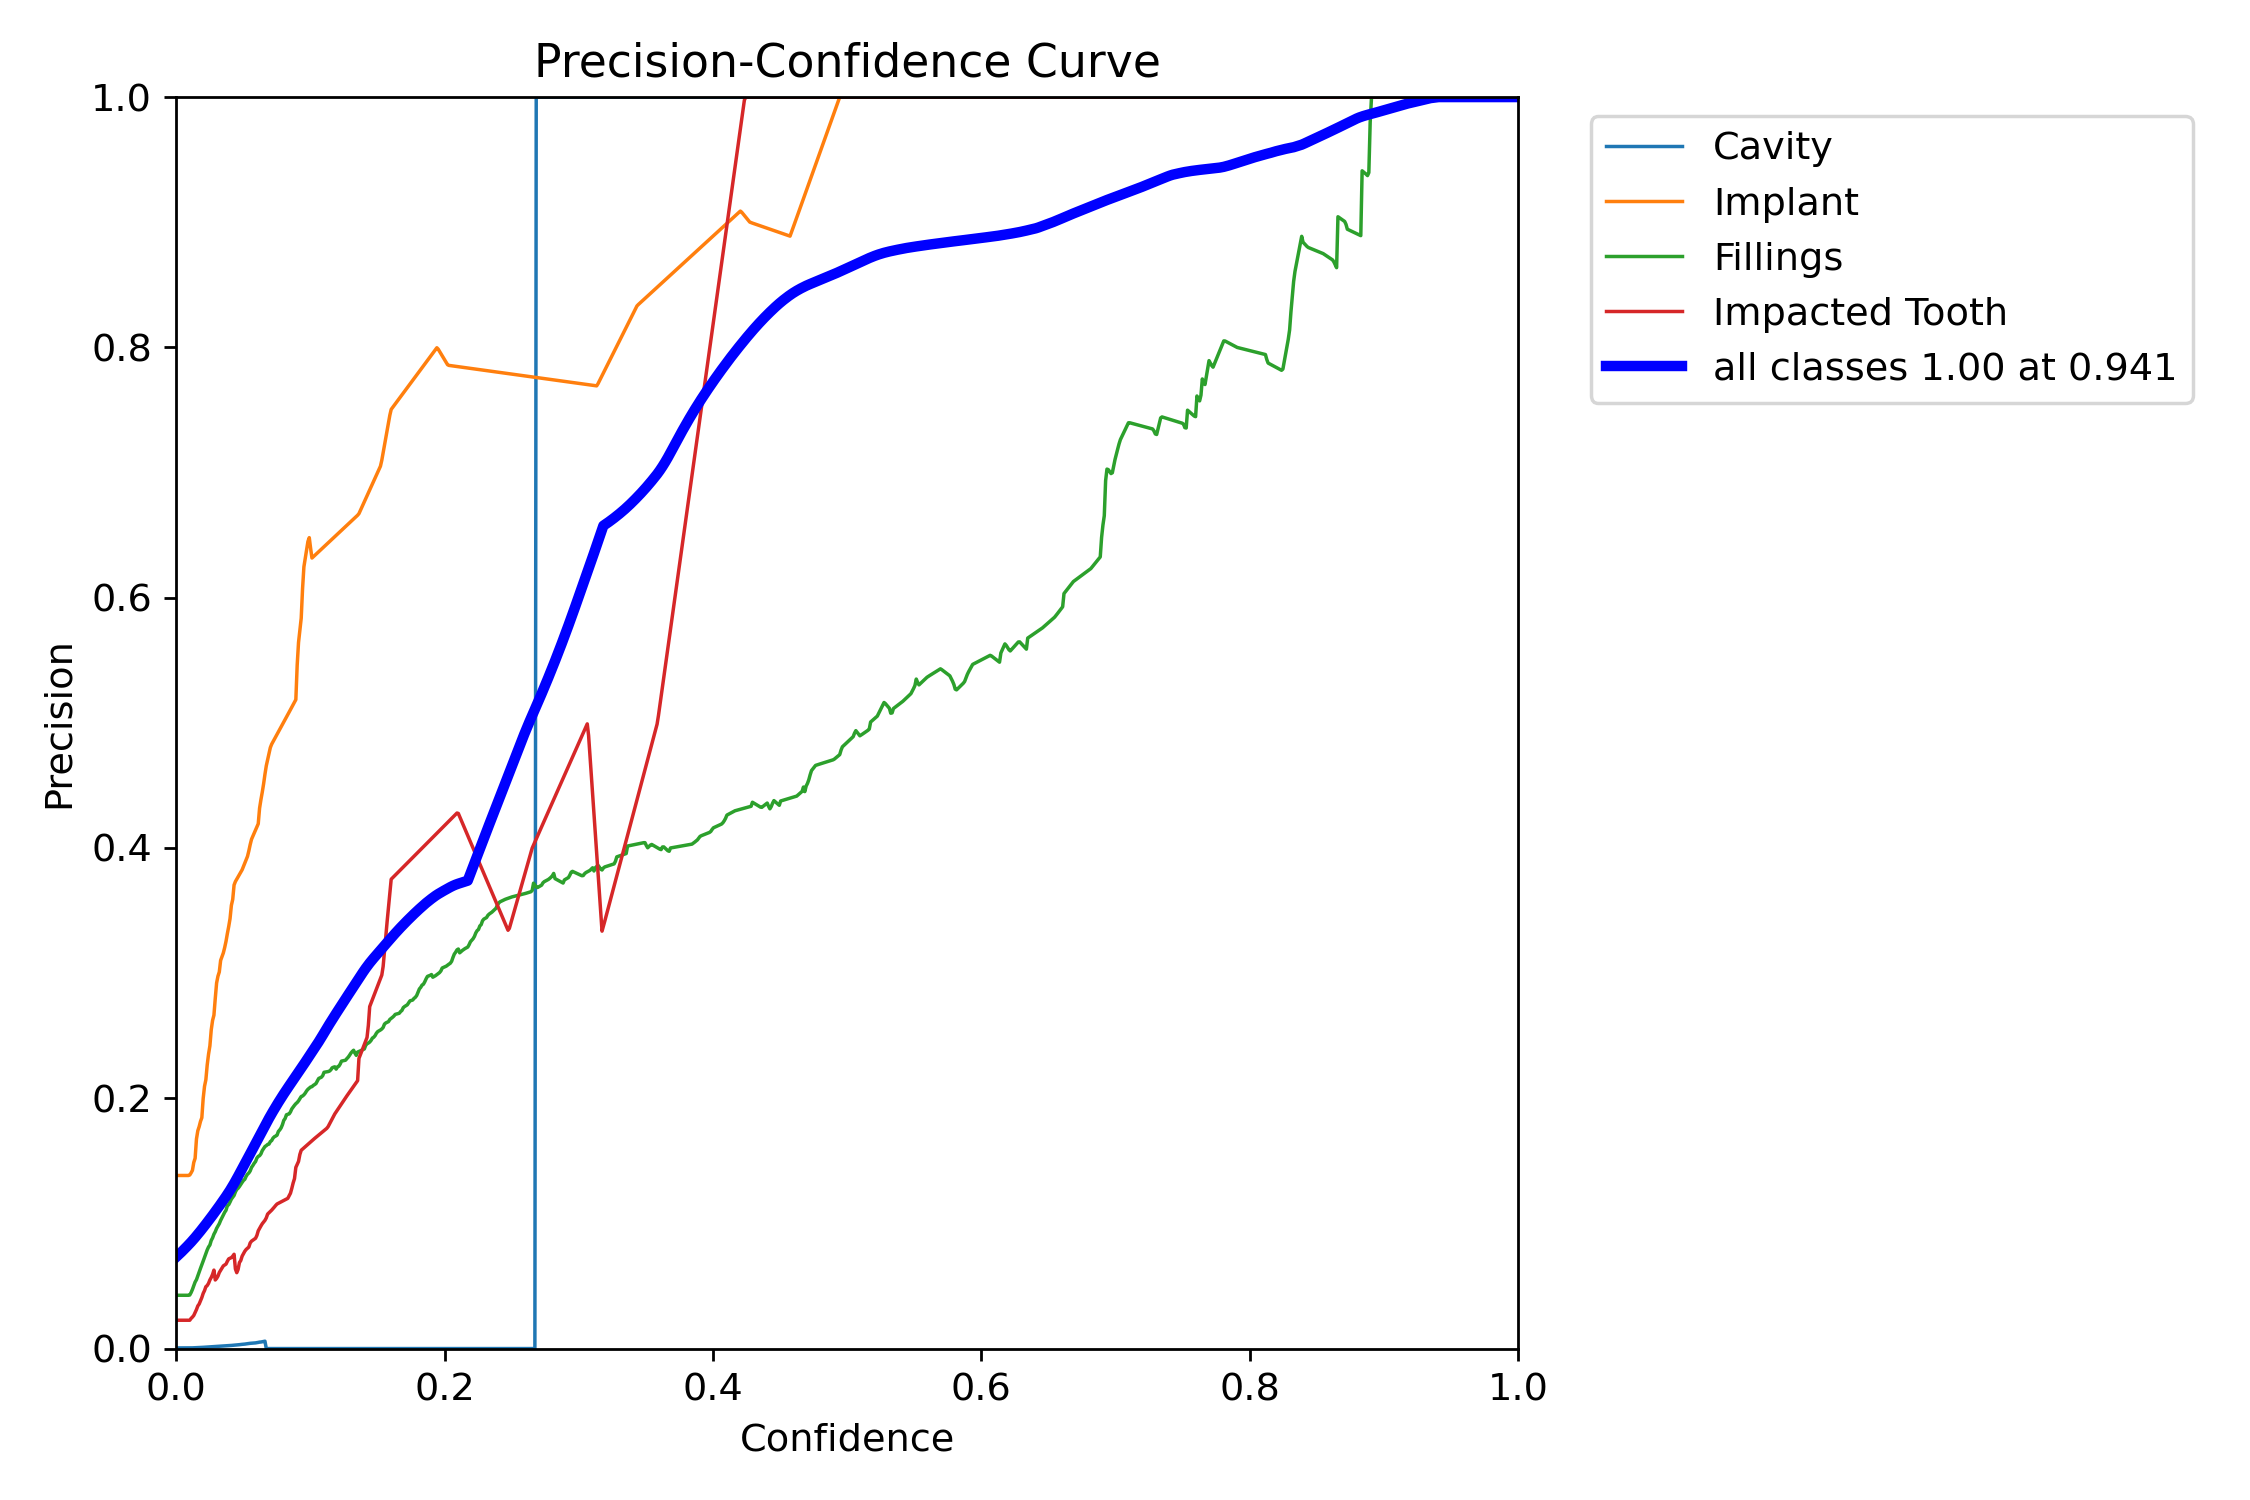 Precision-Confidence Curve
1.0
0.8
0.6
0.4
0.2
0.0
Precision
0.0 0.2 0.4 0.6 0.8 1.0
Confidence
Cavity
Implant
Fillings
Impacted Tooth
all classes 1.00 at 0.941